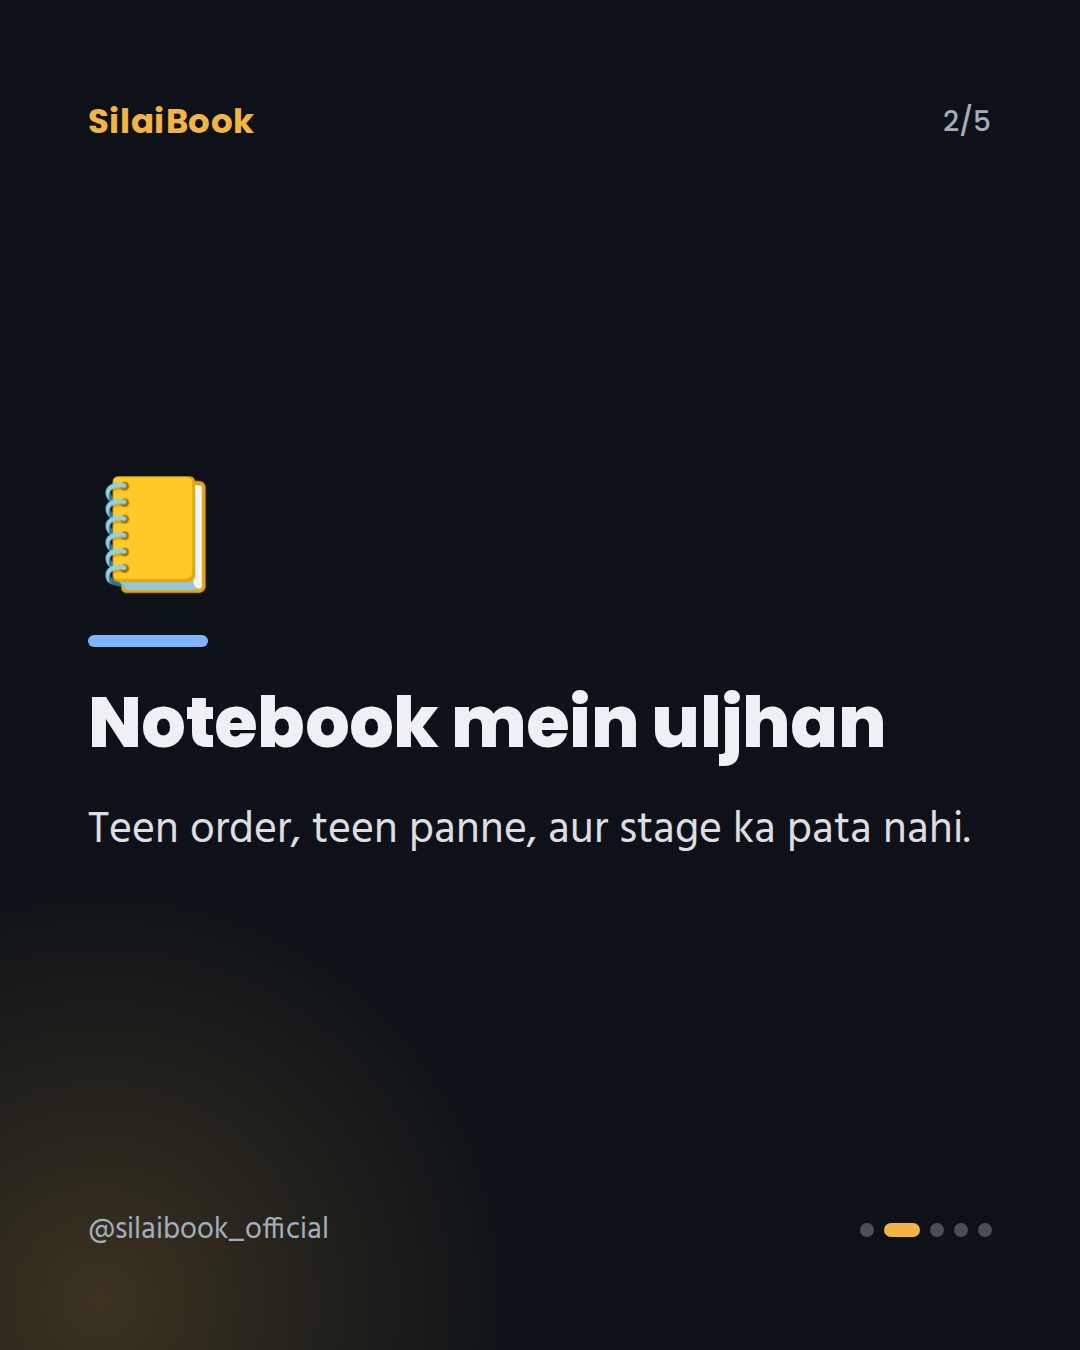 SilaiBook
2/5
Notebook mein uljhan
Teen order, teen panne, aur stage ka pata nahi.
@silaibook_official